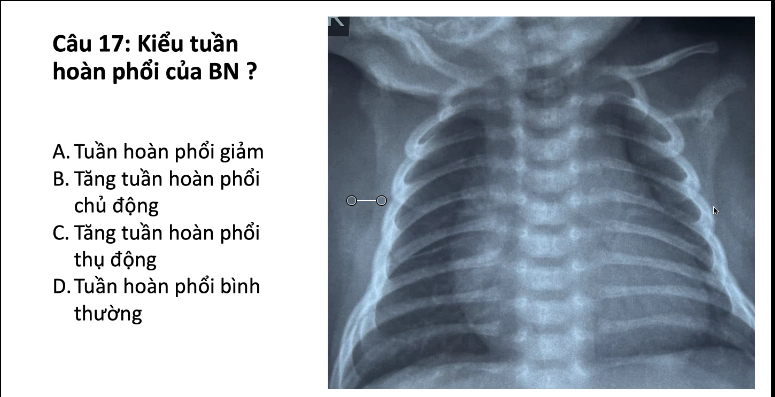 Câu 17: Kiểu tuần
hoàn phổi của BN ?
A. Tuần hoàn phổi giảm
B. Tăng tuần hoàn phổi
chủ động
C. Tăng tuần hoàn phổi
thụ động
D. Tuần hoàn phổi bình
thường